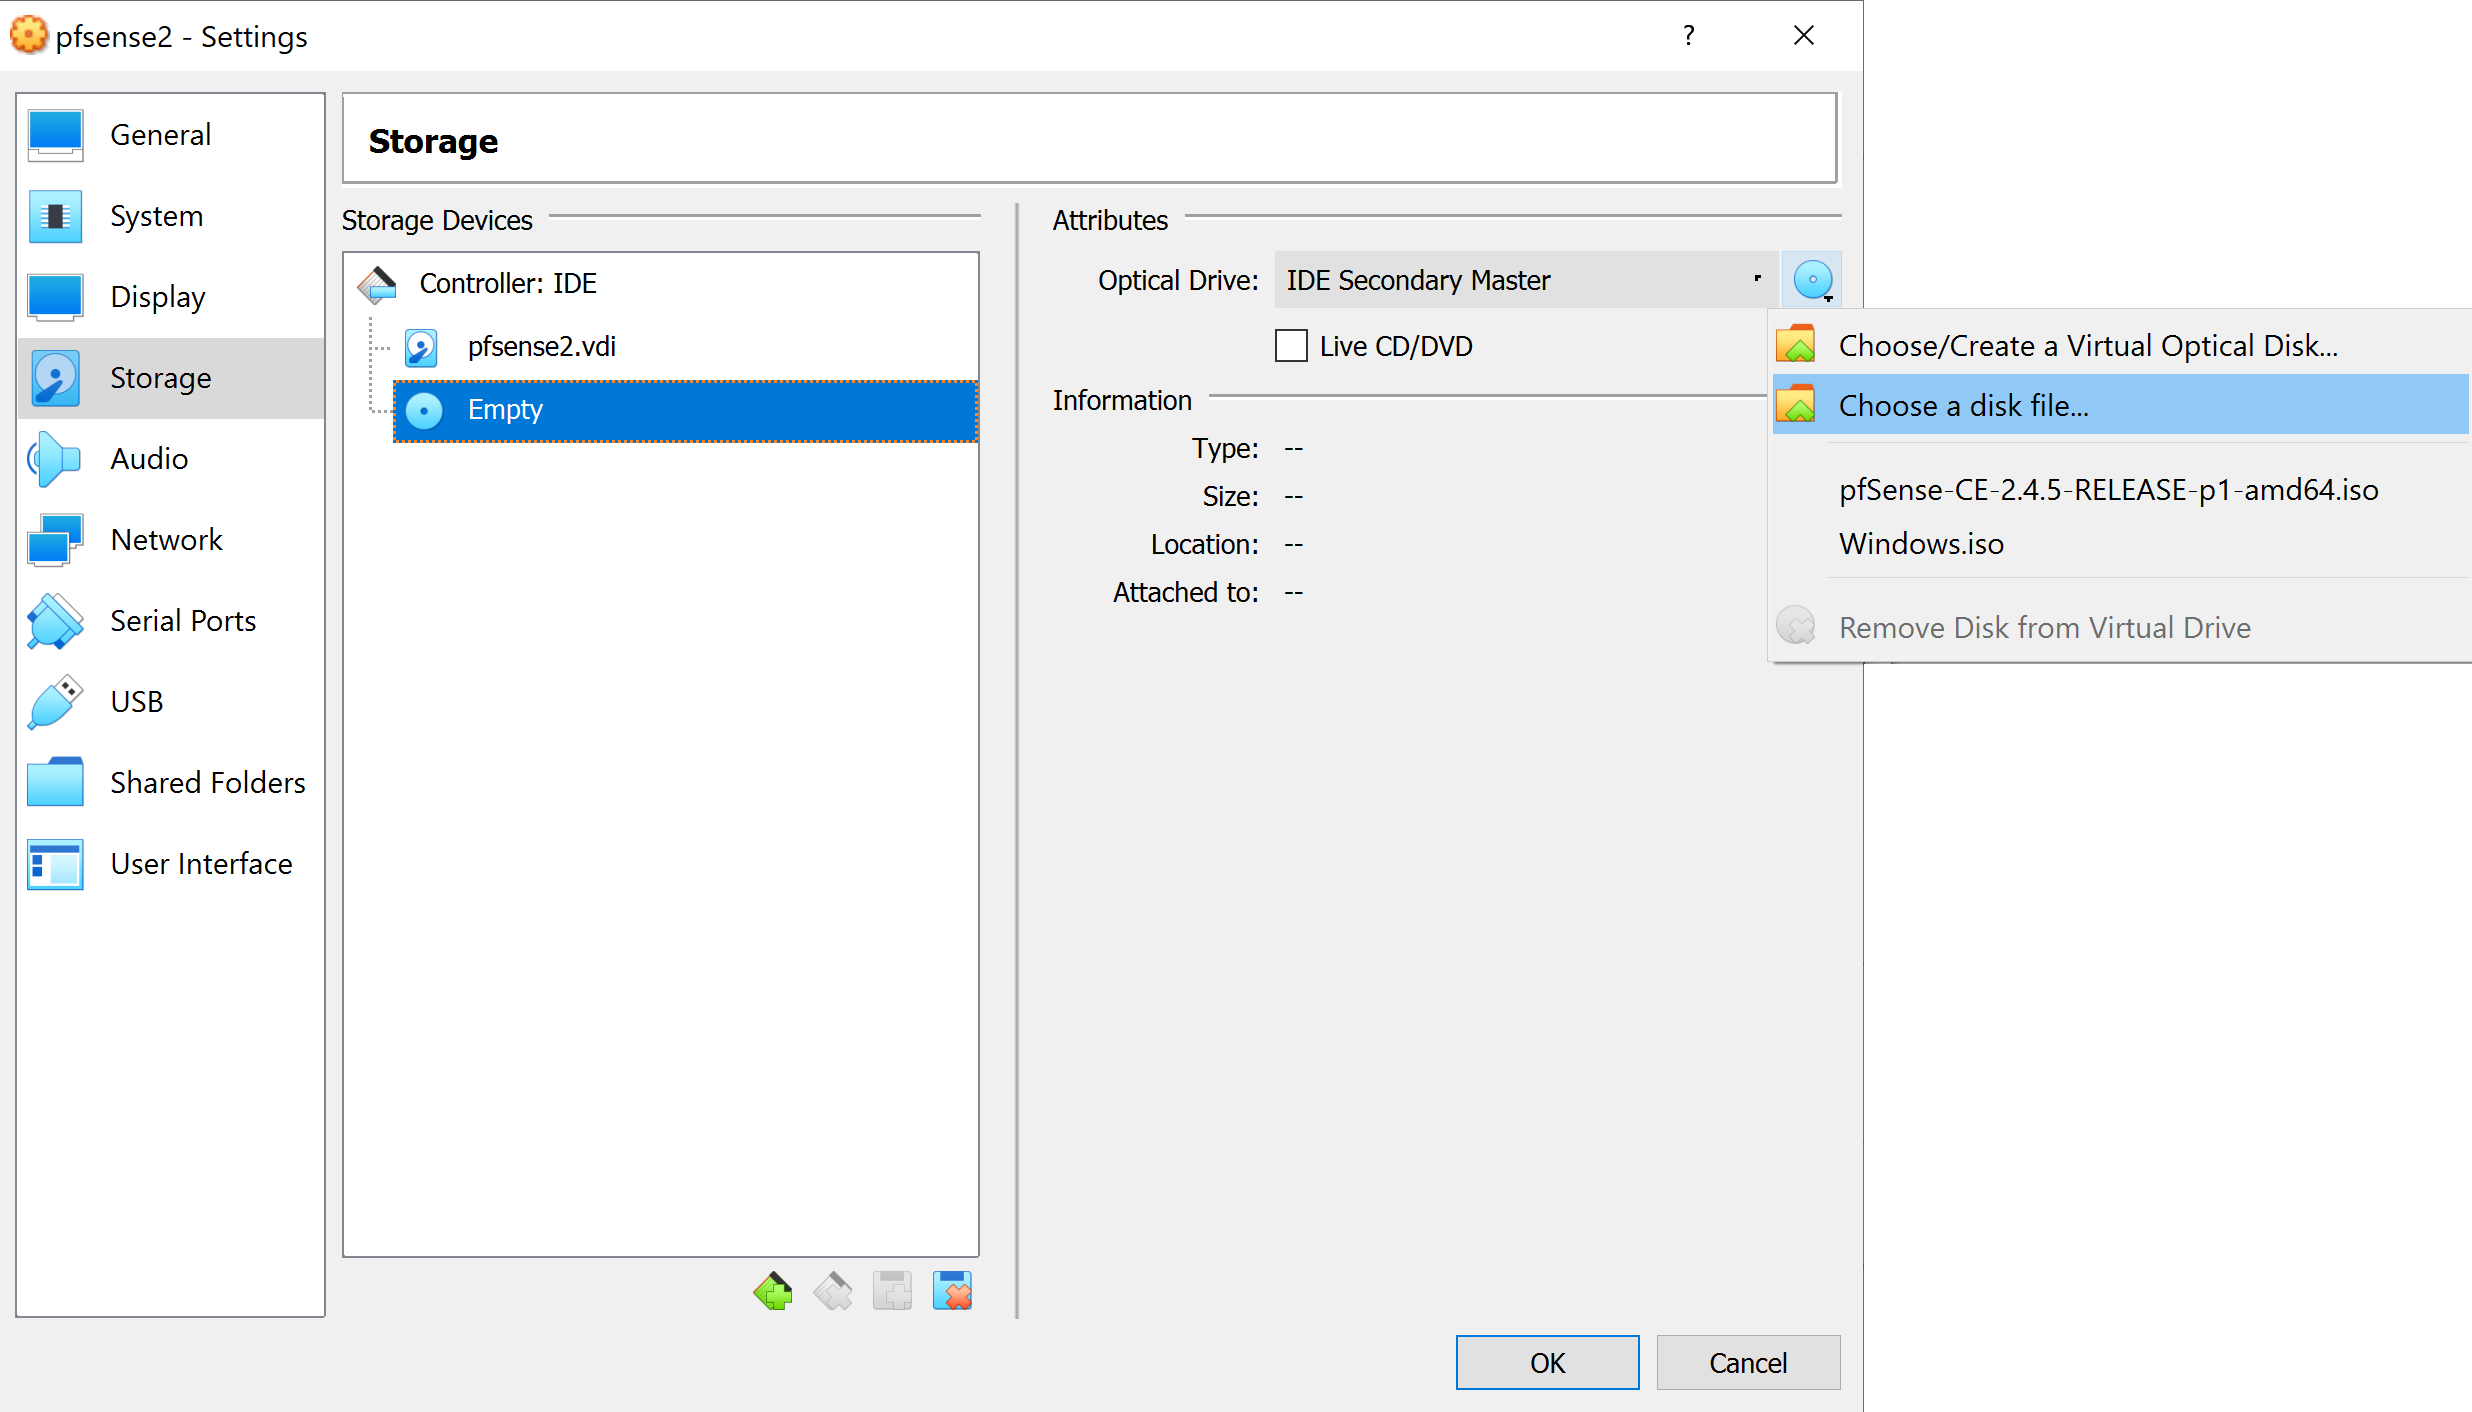 pfsense2 - Settings
?
General
System
Display
Storage
Audio
Network
Serial Ports
USB
Shared Folders
User Interface
Storage
Storage Devices
Controller: IDE
pfsense2.vdi
Empty
Attributes
Optical Drive: IDE Secondary Master
Live CD/DVD
Information
Type: --
Size: --
Location: --
Attached to: --
Choose/Create a Virtual Optical Disk...
Choose a disk file...
pfSense-CE-2.4.5-RELEASE-p1-amd64.iso
Windows.iso
Remove Disk from Virtual Drive
OK
Cancel